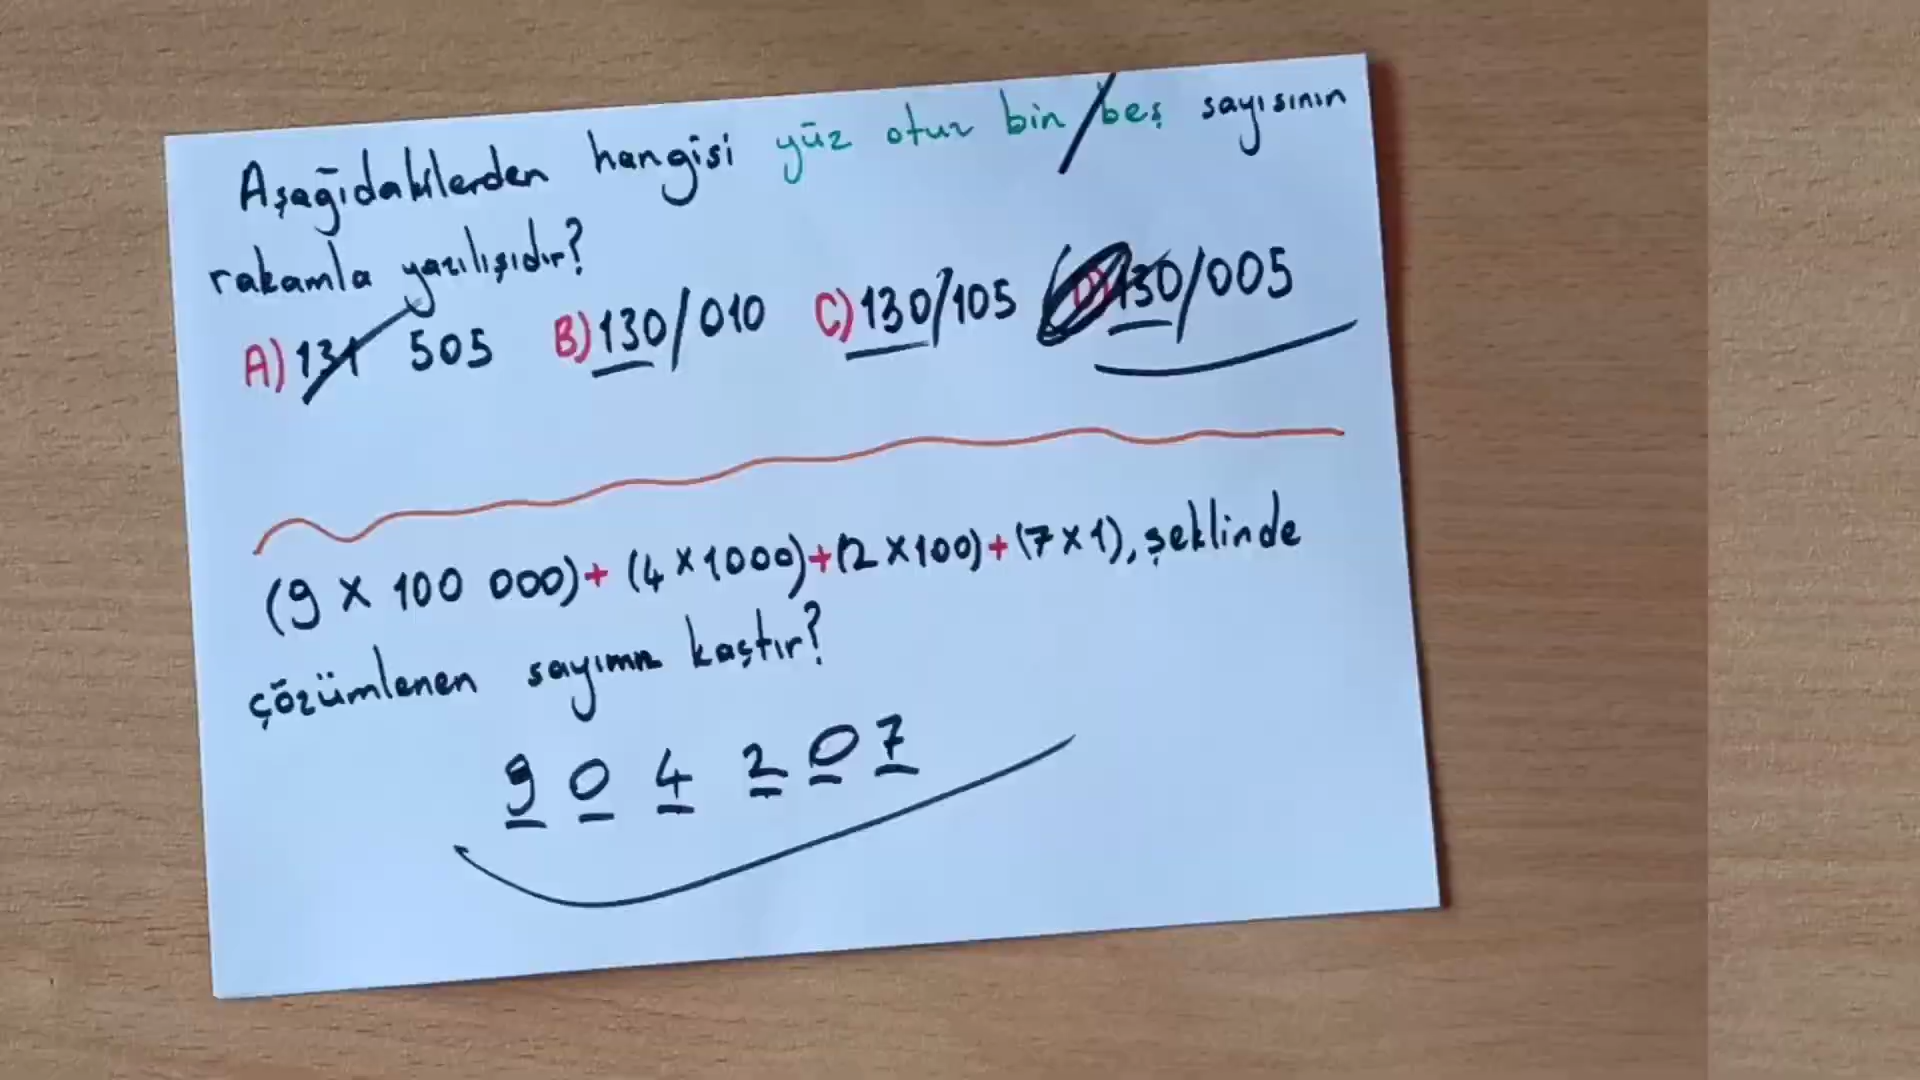 Aşağıdakilerden hangisi yüz otuz bin / beş sayısının
rakamla yazılışıdır?
A) 131 505 B) 130/010 C) 130/105 D) 130/005
(9 x 100 000) + (4 x 1000) + (2 x 100) + (7 x 1), şeklinde
çözümlenen sayımız kaçtır?
9 0 4 2 0 7